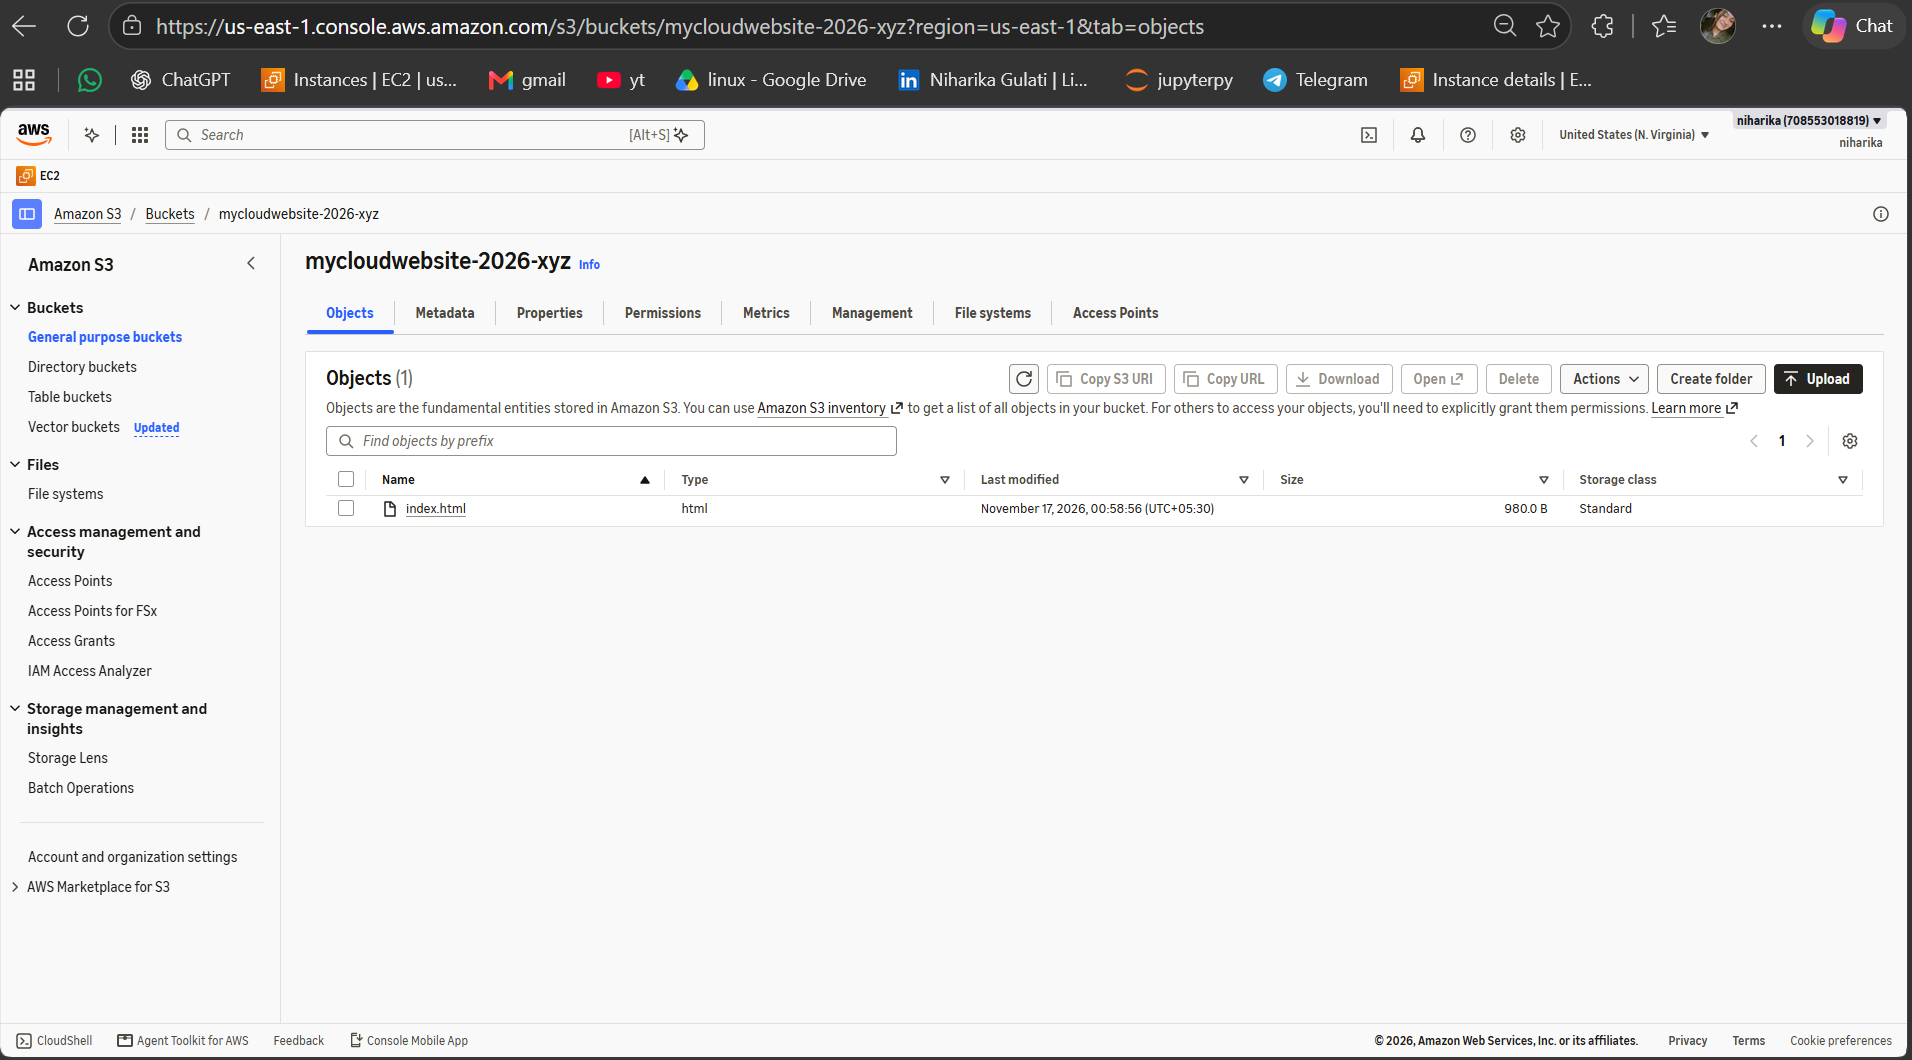 https://us-east-1.console.aws.amazon.com/s3/buckets/mycloudwebsite-2026-xyz?region=us-east-1&tab=objects
Chat
ChatGPT
Instances | EC2 | us...
gmail
yt
linux - Google Drive
Niharika Gulati | Li...
jupyterpy
Telegram
Instance details | E...
aws
Search
[Alt+S]
United States (N. Virginia)
niharika (708553018819)
niharika
EC2
Amazon S3 / Buckets / mycloudwebsite-2026-xyz
Amazon S3
Buckets
General purpose buckets
Directory buckets
Table buckets
Vector buckets Updated
Files
File systems
Access management and
security
Access Points
Access Points for FSx
Access Grants
IAM Access Analyzer
Storage management and
insights
Storage Lens
Batch Operations
Account and organization settings
AWS Marketplace for S3
mycloudwebsite-2026-xyz Info
Objects Metadata Properties Permissions Metrics Management File systems Access Points
Objects (1)
Copy S3 URI Copy URL Download Open Delete Actions Create folder Upload
Objects are the fundamental entities stored in Amazon S3. You can use Amazon S3 inventory to get a list of all objects in your bucket. For others to access your objects, you'll need to explicitly grant them permissions. Learn more
Find objects by prefix
1
Name Type Last modified Size Storage class
index.html html November 17, 2026, 00:58:56 (UTC+05:30) 980.0 B Standard
CloudShell Agent Toolkit for AWS Feedback Console Mobile App
© 2026, Amazon Web Services, Inc. or its affiliates. Privacy Terms Cookie preferences